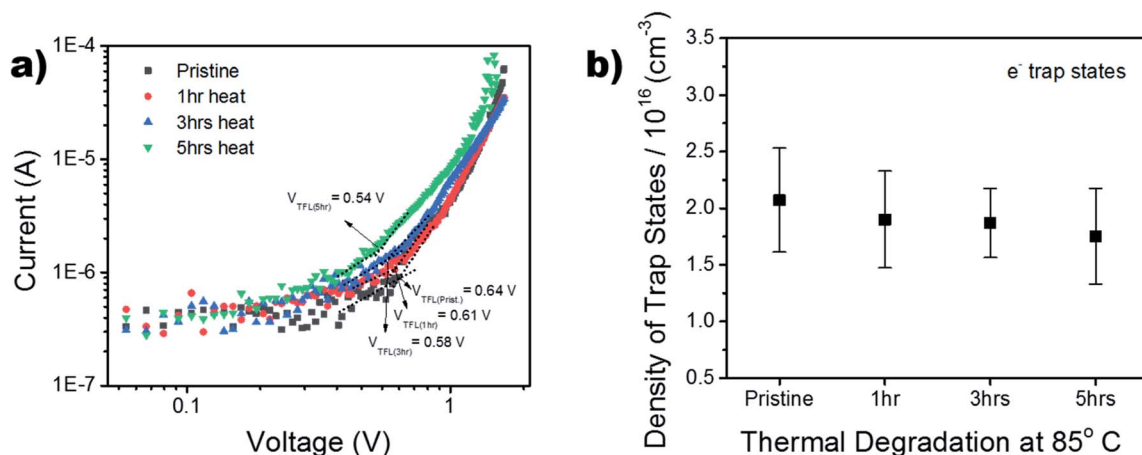 a)
1E-4
1E-5
1E-6
1E-7
Current (A)
Pristine
1hr heat
3hrs heat
5hrs heat
V_TFL(5hr) = 0.54 V
V_TFL(Prist.) = 0.64 V
V_TFL(1hr) = 0.61 V
V_TFL(3hr) = 0.58 V
0.1
1
Voltage (V)
b)
3.5
3.0
2.5
2.0
1.5
1.0
0.5
Density of Trap States / 10^16 (cm^-3)
e^- trap states
Pristine
1hr
3hrs
5hrs
Thermal Degradation at 85° C